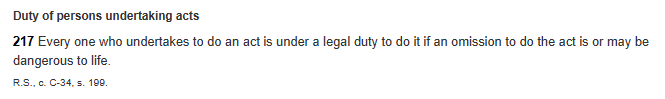 Duty of persons undertaking acts
217 Every one who undertakes to do an act is under a legal duty to do it if an omission to do the act is or may be
dangerous to life.
R.S., c. C-34, s. 199.